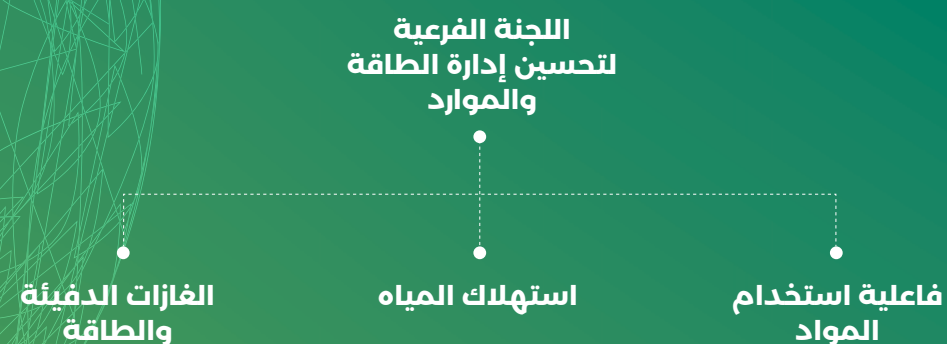 اللجنة الفرعية
لتحسين إدارة الطاقة
والموارد
فاعلية استخدام
المواد
استهلاك المياه
الغازات الدفيئة
والطاقة